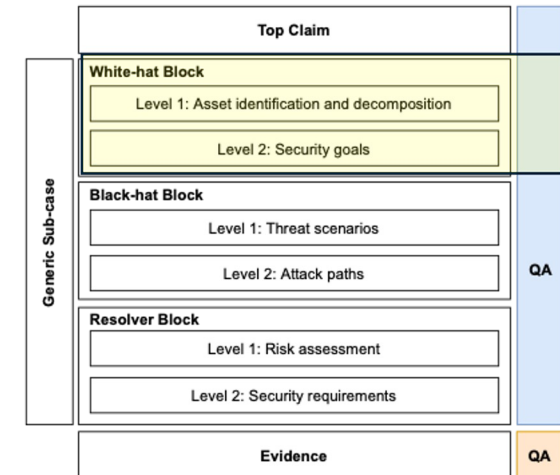 Top Claim
White-hat Block
Level 1: Asset identification and decomposition
Level 2: Security goals
Generic Sub-case
Black-hat Block
Level 1: Threat scenarios
Level 2: Attack paths
QA
Resolver Block
Level 1: Risk assessment
Level 2: Security requirements
Evidence
QA